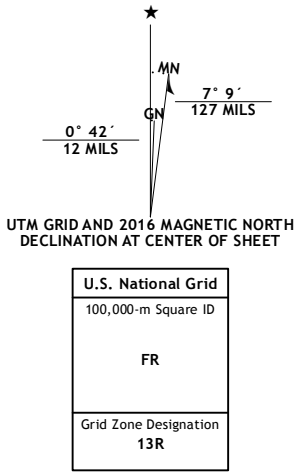 MN
7° 9´
127 MILS
GN
0° 42´
12 MILS
UTM GRID AND 2016 MAGNETIC NORTH
DECLINATION AT CENTER OF SHEET
U.S. National Grid
100,000-m Square ID
FR
Grid Zone Designation
13R